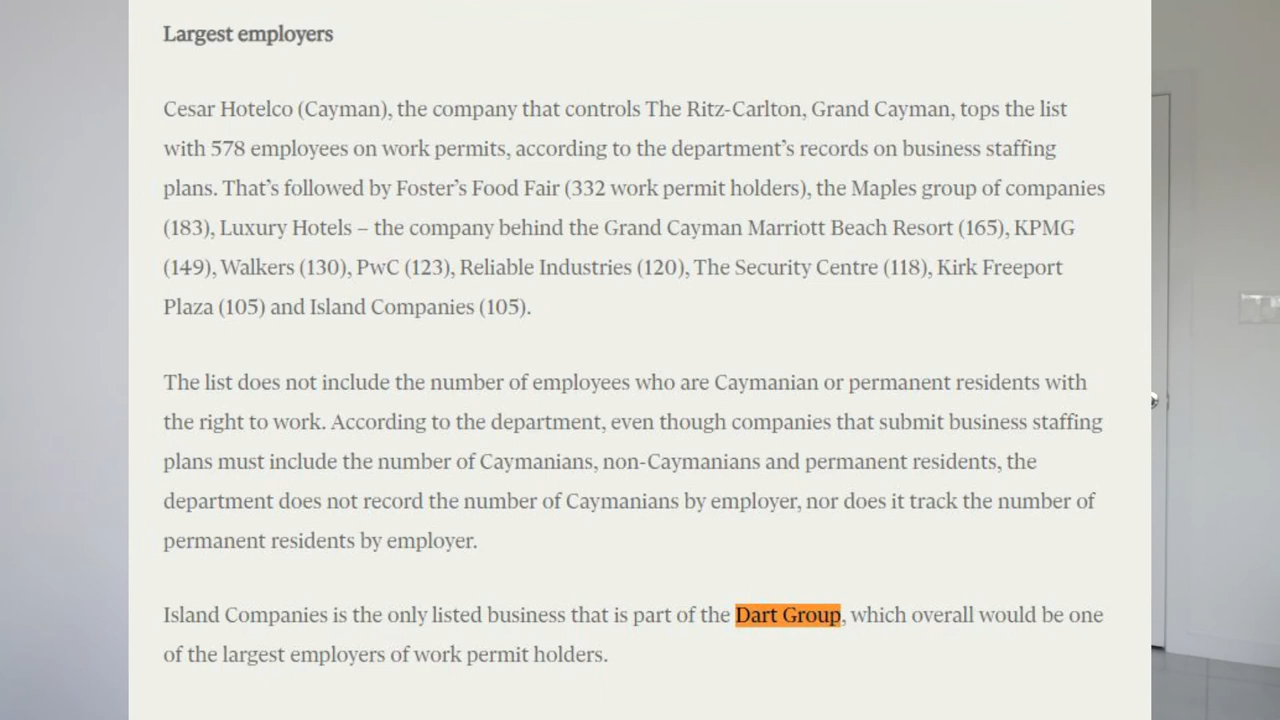 Largest employers
Cesar Hotelco (Cayman), the company that controls The Ritz-Carlton, Grand Cayman, tops the list
with 578 employees on work permits, according to the department’s records on business staffing
plans. That’s followed by Foster’s Food Fair (332 work permit holders), the Maples group of companies
(183), Luxury Hotels – the company behind the Grand Cayman Marriott Beach Resort (165), KPMG
(149), Walkers (130), PwC (123), Reliable Industries (120), The Security Centre (118), Kirk Freeport
Plaza (105) and Island Companies (105).
The list does not include the number of employees who are Caymanian or permanent residents with
the right to work. According to the department, even though companies that submit business staffing
plans must include the number of Caymanians, non-Caymanians and permanent residents, the
department does not record the number of Caymanians by employer, nor does it track the number of
permanent residents by employer.
Island Companies is the only listed business that is part of the Dart Group, which overall would be one
of the largest employers of work permit holders.